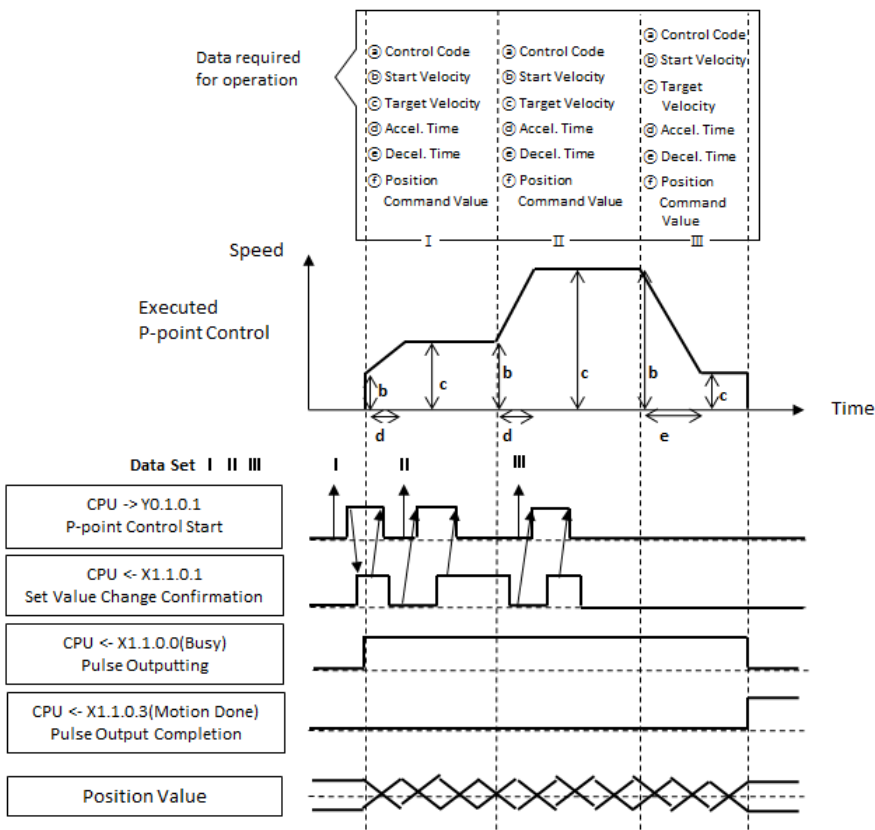 Data required
for operation
ⓐ Control Code
ⓑ Start Velocity
ⓒ Target Velocity
ⓓ Accel. Time
ⓔ Decel. Time
ⓕ Position
Command Value
ⓐ Control Code
ⓑ Start Velocity
ⓒ Target Velocity
ⓓ Accel. Time
ⓔ Decel. Time
ⓕ Position
Command Value
ⓐ Control Code
ⓑ Start Velocity
ⓒ Target
Velocity
ⓓ Accel. Time
ⓔ Decel. Time
ⓕ Position
Command
Value
Ⅰ Ⅱ Ⅲ
Speed
Executed
P-point Control
b c b c b c
Time
d d e
Data Set Ⅰ Ⅱ Ⅲ Ⅰ Ⅱ Ⅲ
CPU -> Y0.1.0.1
P-point Control Start
CPU <- X1.1.0.1
Set Value Change Confirmation
CPU <- X1.1.0.0(Busy)
Pulse Outputting
CPU <- X1.1.0.3(Motion Done)
Pulse Output Completion
Position Value